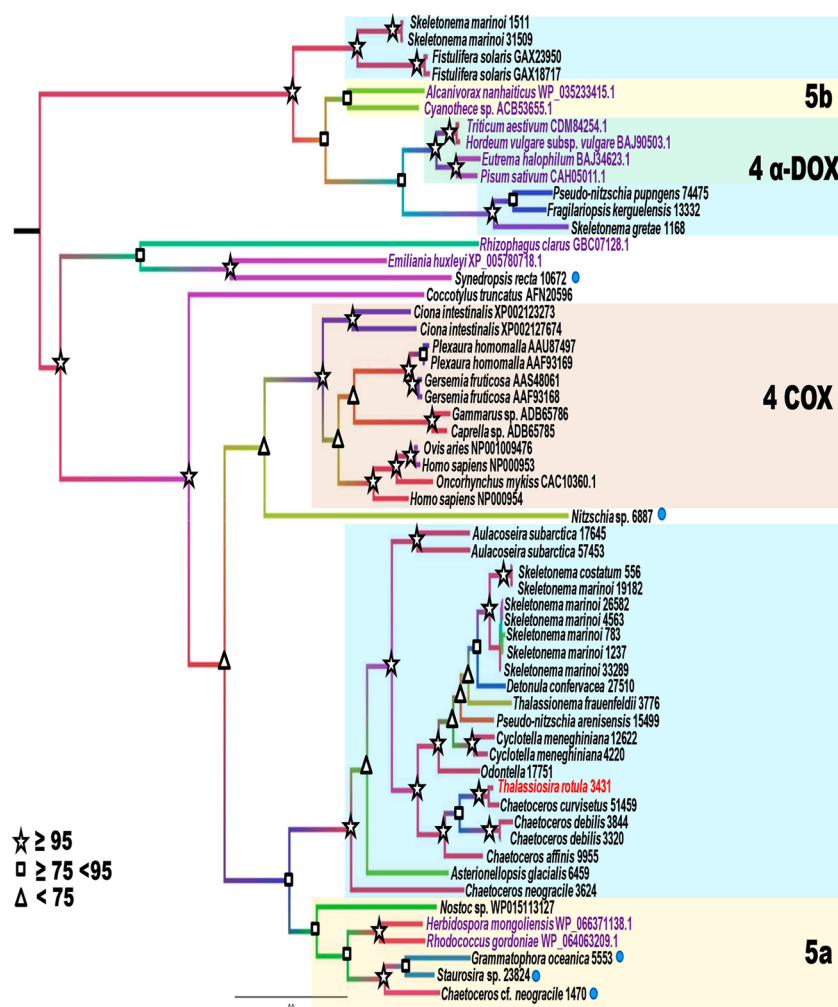 Skeletonema marinoi 1511
Skeletonema marinoi 31509
Fistulifera solaris GAX23950
Fistulifera solaris GAX18717
Alcanivorax nanhaiticus WP_035233415.1
5b
Cyanothece sp. ACB53655.1
Triticum aestivum CDM84254.1
Hordeum vulgare subsp. vulgare BAJ90503.1
Eutrema halophilum BAJ34623.1
4 α-DOX
Pisum sativum CAH05011.1
Pseudo-nitzschia pupngens 74475
Fragilariopsis kerguelensis 13332
Skeletonema gretae 1168
Rhizophagus clarus GBC07128.1
Emiliania huxleyi XP_005780718.1
Synedropsis recta 10672
Coccotylus truncatus AFN20596
Ciona intestinalis XP002123273
Ciona intestinalis XP002127674
Plexaura homomalla AAU87497
Plexaura homomalla AAF93169
Gersemia fruticosa AAS48061
Gersemia fruticosa AAF93168
4 COX
Gammarus sp. ADB65786
Caprella sp. ADB65785
Ovis aries NP001009476
Homo sapiens NP000953
Oncorhynchus mykiss CAC10360.1
Homo sapiens NP000954
Nitzschia sp. 6887
Aulacoseira subarctica 17645
Aulacoseira subarctica 57453
Skeletonema costatum 556
Skeletonema marinoi 19182
Skeletonema marinoi 26582
Skeletonema marinoi 4563
Skeletonema marinoi 783
Skeletonema marinoi 1237
Skeletonema marinoi 33289
Detonula confervacea 27510
Thalassionema frauenfeldii 3776
Pseudo-nitzschia arenisensis 15499
Cyclotella meneghiniana 12622
Cyclotella meneghiniana 4220
Odontella 17751
Thalassiosira rotula 3431
Chaetoceros curvisetus 51459
Chaetoceros debilis 3844
Chaetoceros debilis 3320
Chaetoceros affinis 9955
Asterionellopsis glacialis 6459
Chaetoceros neogracile 3624
≥ 95
≥ 75 <95
< 75
Nostoc sp. WP015113127
Herbidospora mongoliensis WP_066371138.1
Rhodococcus gordoniae WP_064063209.1
5a
Grammatophora oceanica 5553
Staurosira sp. 23824
Chaetoceros cf. neogracile 1470